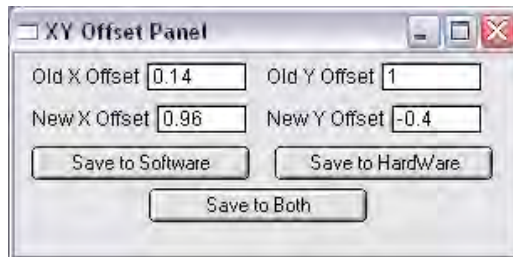 XY Offset Panel
Old X Offset 0.14 Old Y Offset 1
New X Offset 0.96 New Y Offset -0.4
Save to Software Save to HardWare
Save to Both